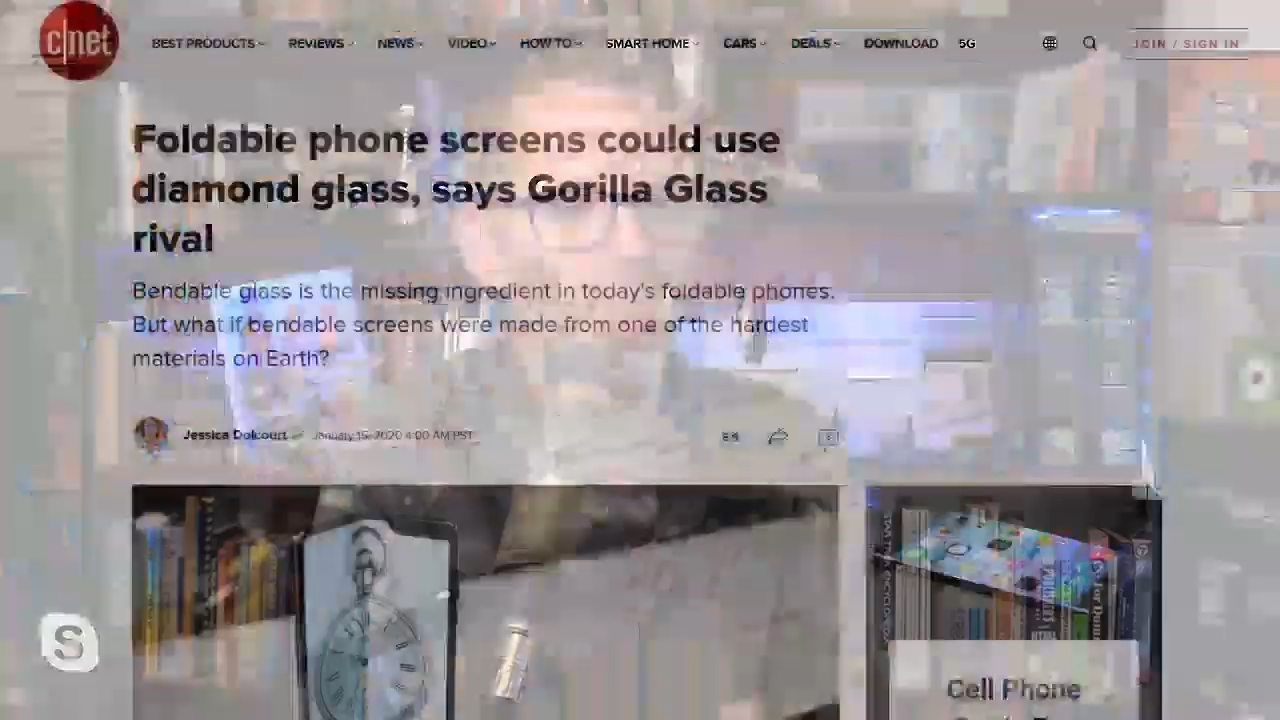 c|net
BEST PRODUCTS REVIEWS NEWS VIDEO HOW TO SMART HOME CARS DEALS DOWNLOAD 5G JOIN / SIGN IN
Foldable phone screens could use
diamond glass, says Gorilla Glass
rival
Bendable glass is the missing ingredient in today's foldable phones.
But what if bendable screens were made from one of the hardest
materials on Earth?
Jessica Dolcourt January 15, 2020 4:00 AM PST
S
Cell Phone